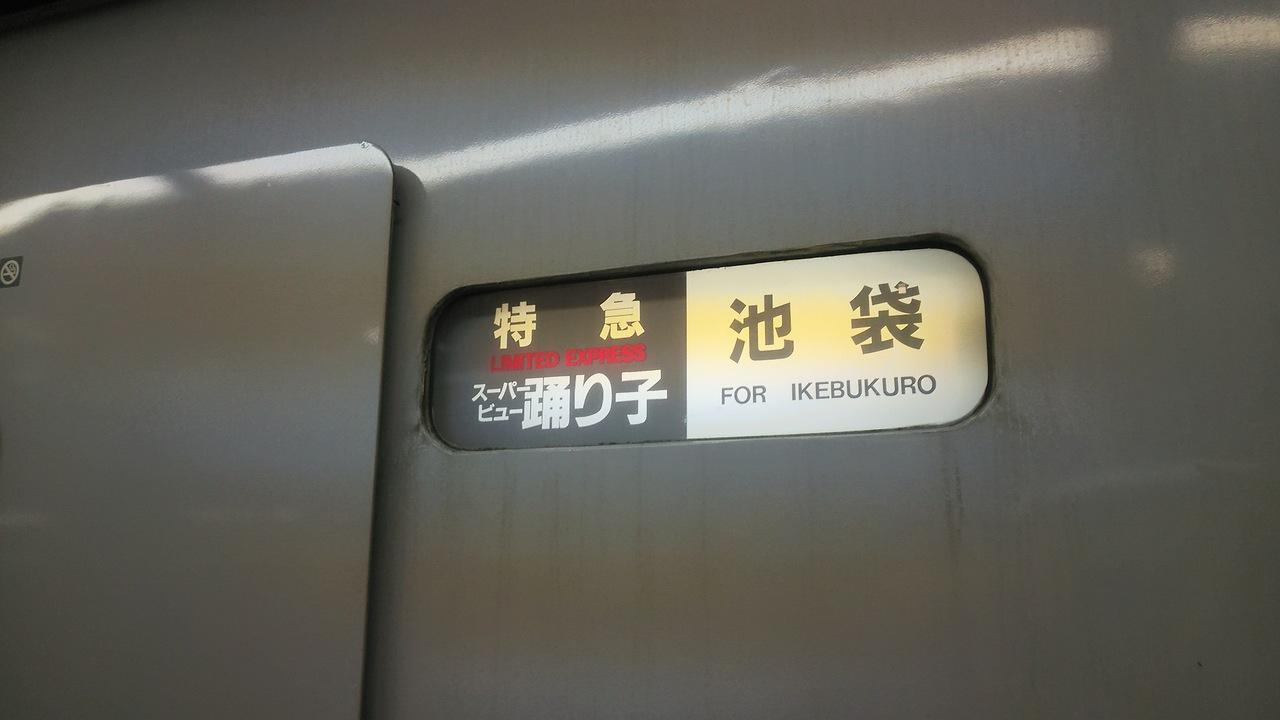 特急
LIMITED EXPRESS
スーパー
ビュー
踊り子
池袋
FOR IKEBUKURO